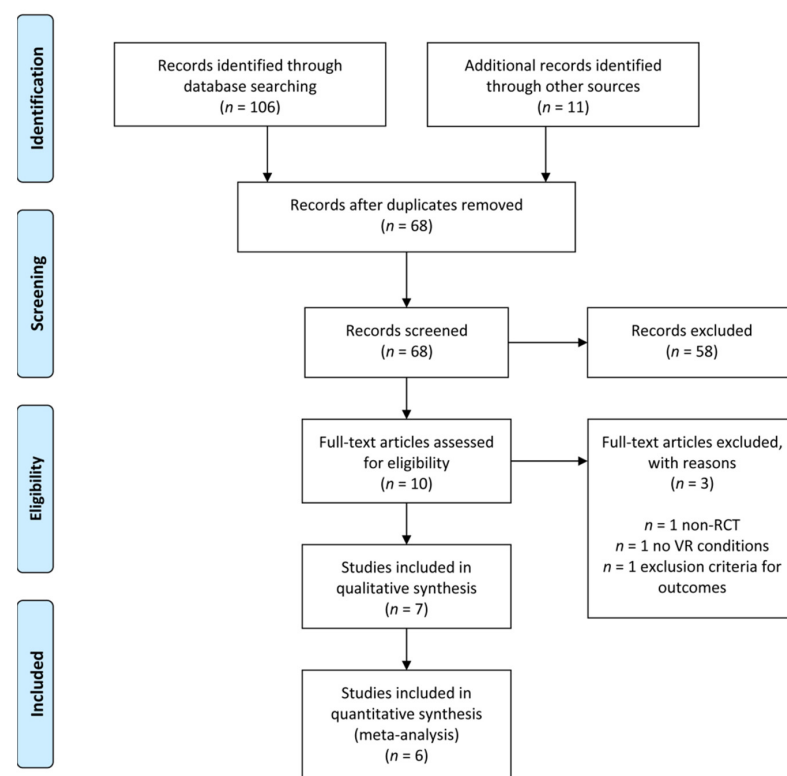 Identification
Records identified through
database searching
(n = 106)
Additional records identified
through other sources
(n = 11)
Records after duplicates removed
(n = 68)
Screening
Records screened
(n = 68)
Records excluded
(n = 58)
Eligibility
Full-text articles assessed
for eligibility
(n = 10)
Full-text articles excluded,
with reasons
(n = 3)
n = 1 non-RCT
n = 1 no VR conditions
n = 1 exclusion criteria for
outcomes
Studies included in
qualitative synthesis
(n = 7)
Included
Studies included in
quantitative synthesis
(meta-analysis)
(n = 6)